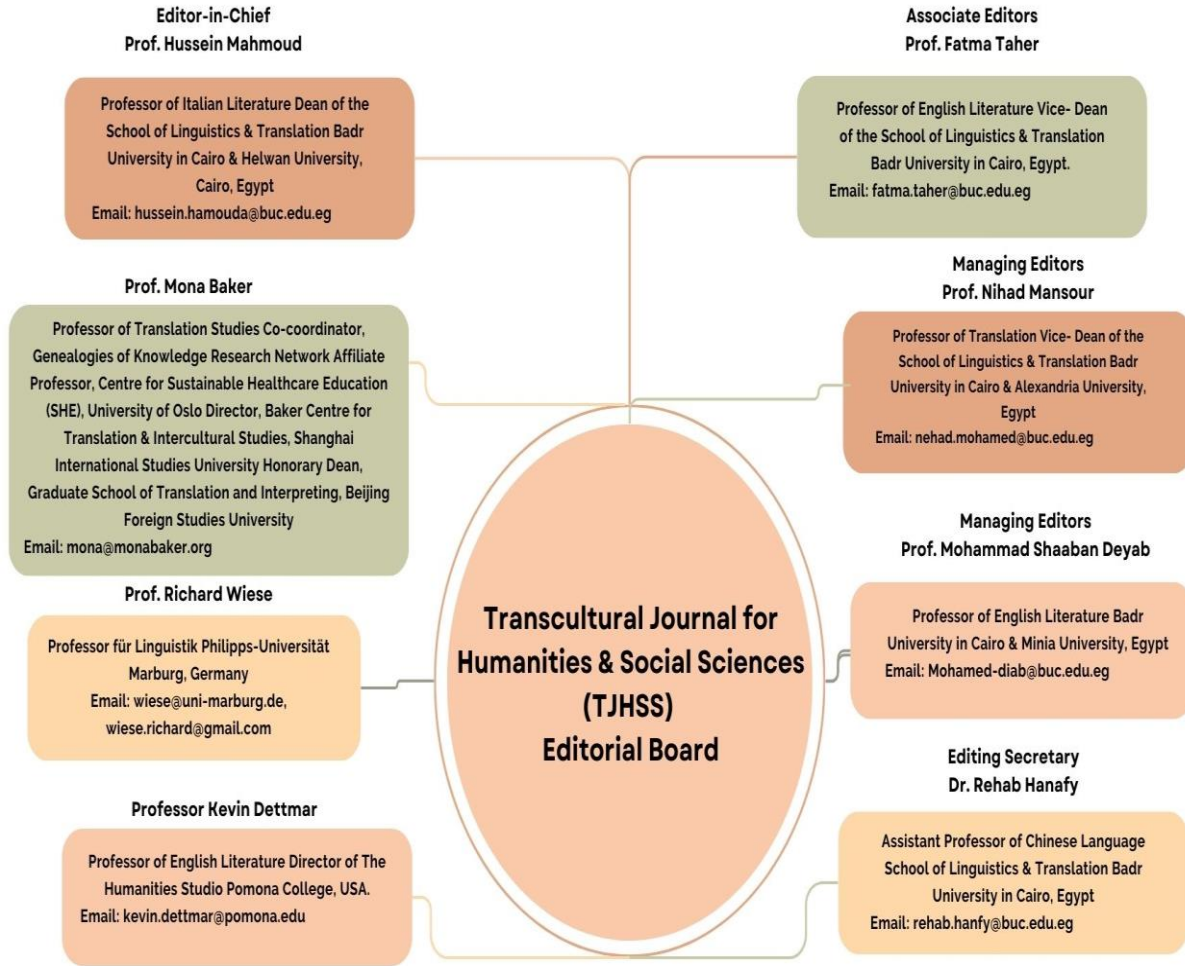 Editor-in-Chief
Prof. Hussein Mahmoud
Professor of Italian Literature Dean of the
School of Linguistics & Translation Badr
University in Cairo & Helwan University,
Cairo, Egypt
Email: hussein.hamouda@buc.edu.eg
Associate Editors
Prof. Fatma Taher
Professor of English Literature Vice- Dean
of the School of Linguistics & Translation
Badr University in Cairo, Egypt.
Email: fatma.taher@buc.edu.eg
Prof. Mona Baker
Professor of Translation Studies Co-coordinator,
Genealogies of Knowledge Research Network Affiliate
Professor, Centre for Sustainable Healthcare Education
(SHE), University of Oslo Director, Baker Centre for
Translation & Intercultural Studies, Shanghai
International Studies University Honorary Dean,
Graduate School of Translation and Interpreting, Beijing
Foreign Studies University
Email: mona@monabaker.org
Managing Editors
Prof. Nihad Mansour
Professor of Translation Vice- Dean of the
School of Linguistics & Translation Badr
University in Cairo & Alexandria University,
Egypt
Email: nehad.mohamed@buc.edu.eg
Managing Editors
Prof. Mohammad Shaaban Deyab
Professor of English Literature Badr
University in Cairo & Minia University, Egypt
Email: Mohamed-diab@buc.edu.eg
Prof. Richard Wiese
Professor für Linguistik Philipps-Universität
Marburg, Germany
Email: wiese@uni-marburg.de,
wiese.richard@gmail.com
Transcultural Journal for
Humanities & Social Sciences
(TJHSS)
Editorial Board
Editing Secretary
Dr. Rehab Hanafy
Assistant Professor of Chinese Language
School of Linguistics & Translation Badr
University in Cairo, Egypt
Email: rehab.hanfy@buc.edu.eg
Professor Kevin Dettmar
Professor of English Literature Director of The
Humanities Studio Pomona College, USA.
Email: kevin.dettmar@pomona.edu